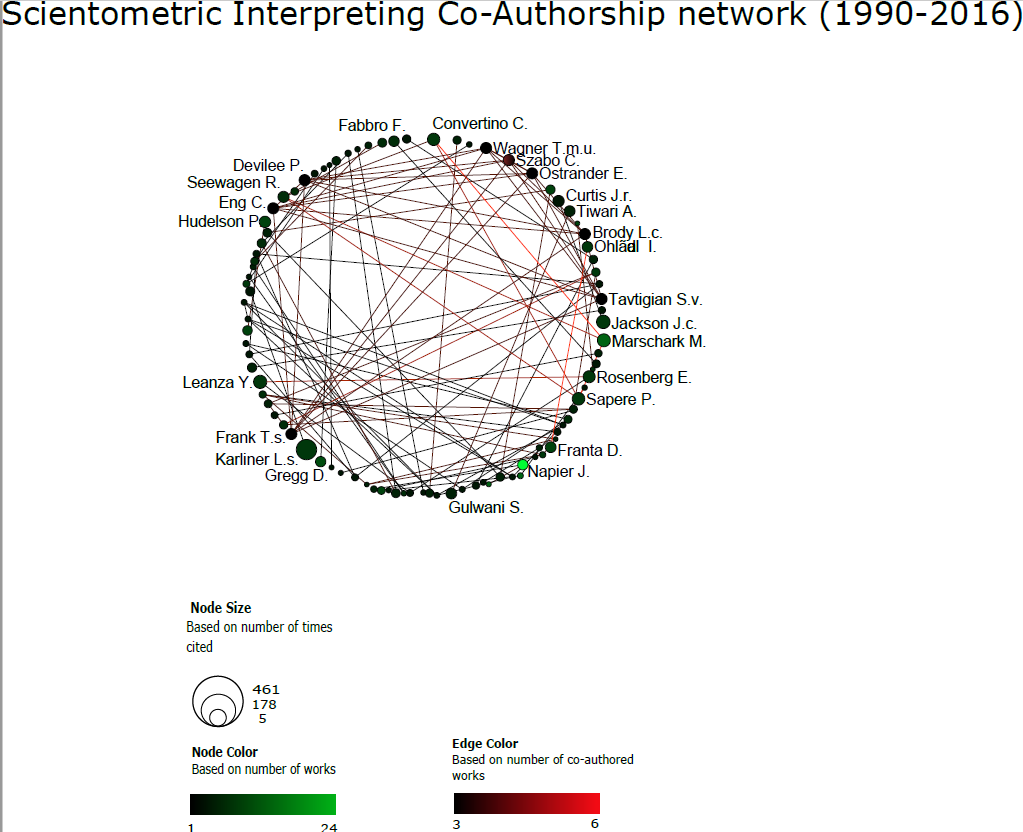 Scientometric Interpreting Co-Authorship network (1990-2016)
Fabbro F.
Convertino C.
Wagner T.m.u.
Szabo C.
Devilee P.
Ostrander E.
Seewagen R.
Curtis J.r.
Eng C.
Tiwari A.
Hudelson P
Brody L.c.
Tavtigian S.v.
Jackson J.c.
Marschark M.
Leanza Y.
Rosenberg E.
Sapere P.
Frank T.s.
Franta D.
Karliner L.s.
Napier J.
Gregg D.
Gulwani S.
Node Size
Based on number of times
cited
461
178
5
Node Color
Based on number of works
1 24
Edge Color
Based on number of co-authored
works
3 6